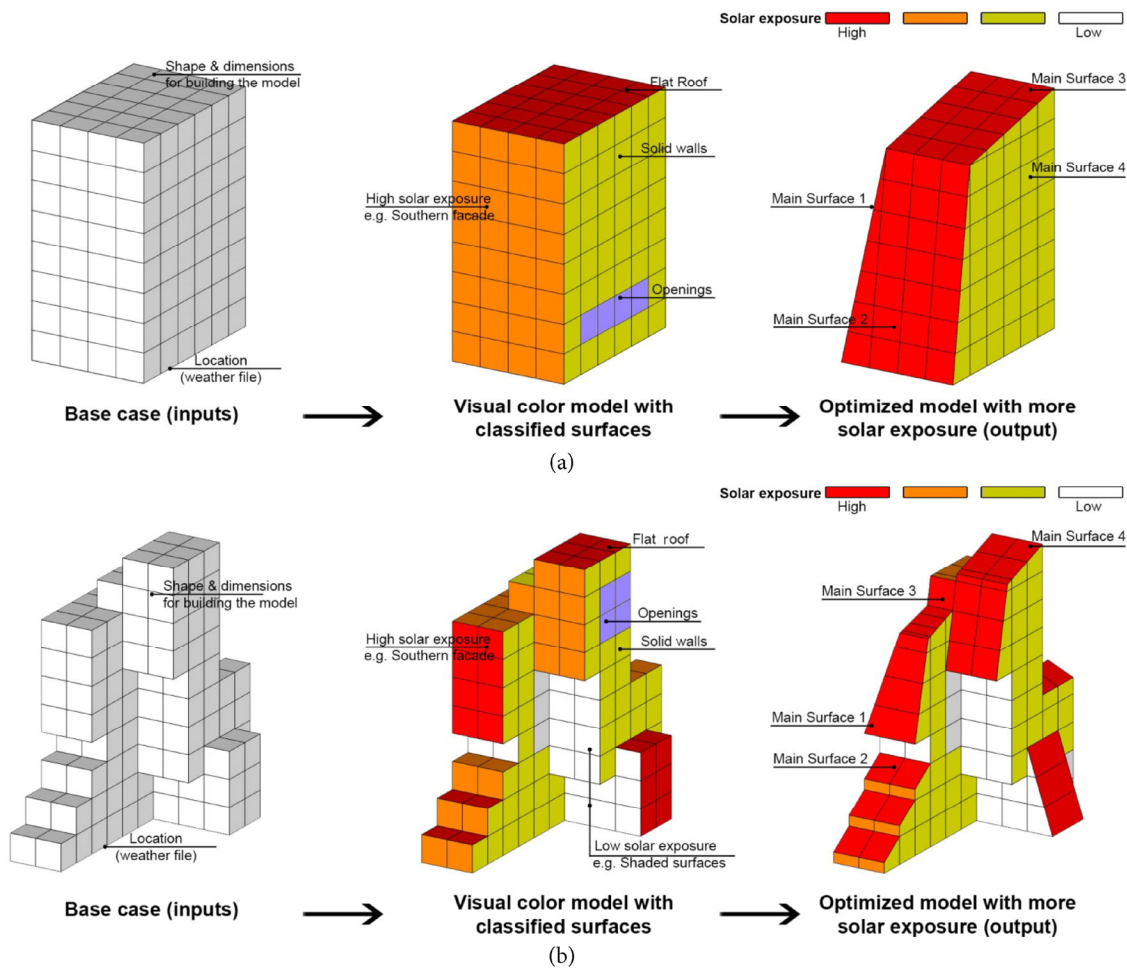 Solar exposure
High
Low
Shape & dimensions
for building the model
Location
(weather file)
Base case (inputs)
Flat Roof
Solid walls
High solar exposure
e.g. Southern facade
Openings
Visual color model with
classified surfaces
Main Surface 3
Main Surface 4
Main Surface 1
Main Surface 2
Optimized model with more
solar exposure (output)
(a)
Solar exposure
High
Low
Shape & dimensions
for building the model
Location
(weather file)
Base case (inputs)
Flat roof
Openings
High solar exposure
e.g. Southern facade
Solid walls
Low solar exposure
e.g. Shaded surfaces
Visual color model with
classified surfaces
Main Surface 4
Main Surface 3
Main Surface 1
Main Surface 2
Optimized model with more
solar exposure (output)
(b)